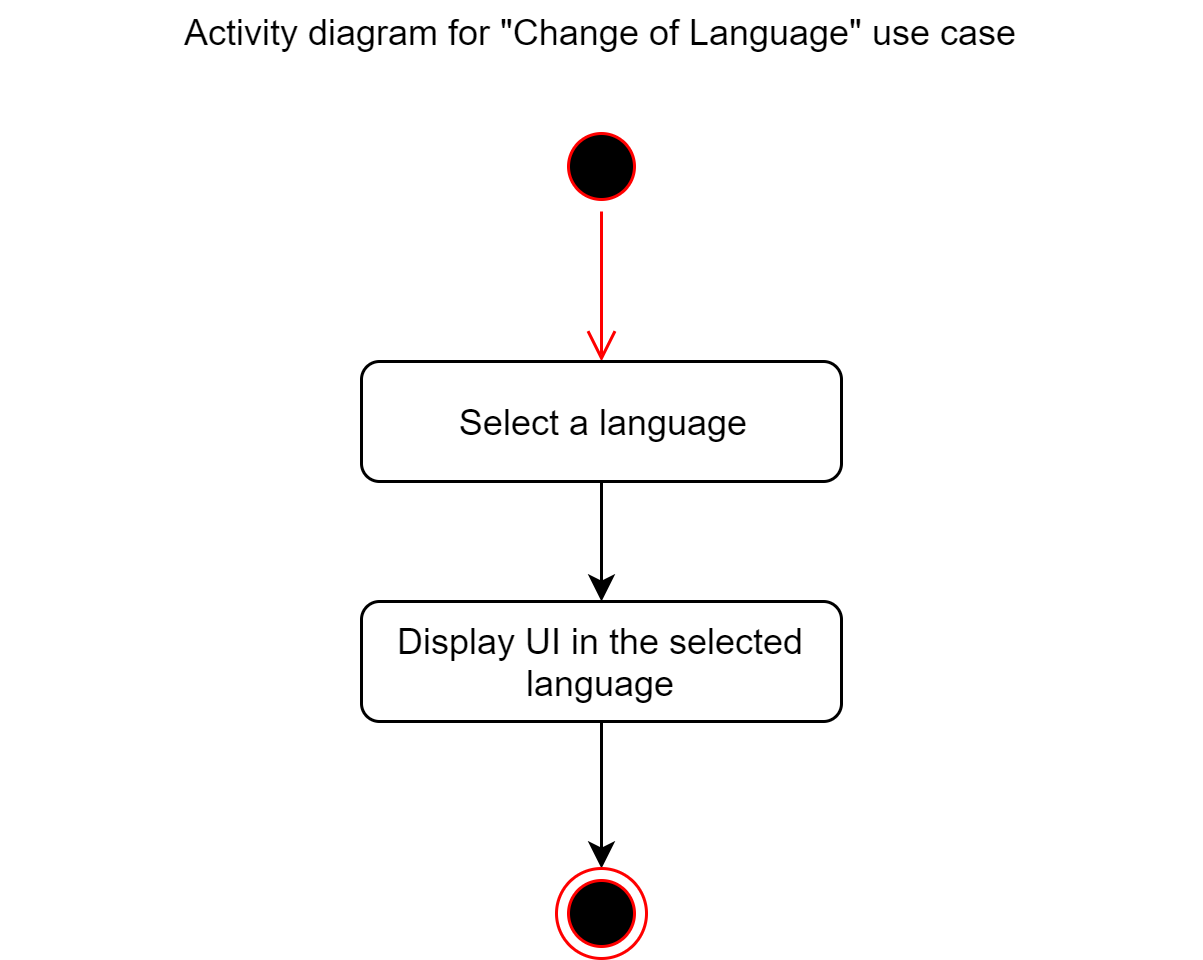 Activity diagram for "Change of Language" use case
Select a language
Display UI in the selected
language